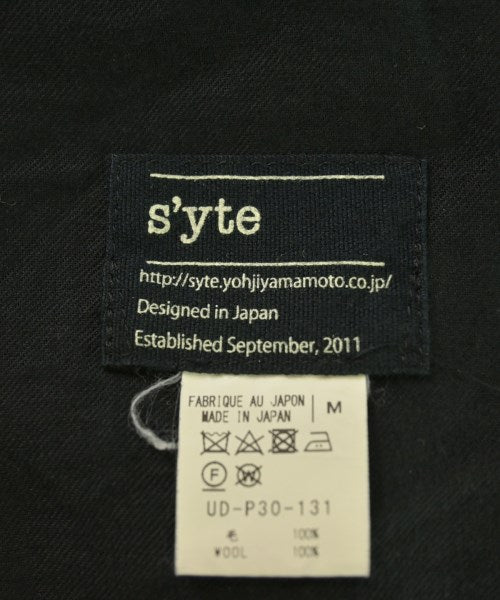 s'yte
http://syte.yohjiyamamoto.co.jp/
Designed in Japan
Established September, 2011
FABRIQUE AU JAPON
MADE IN JAPAN
M
F
W
UD-P30-131
毛 100%
WOOL 100%